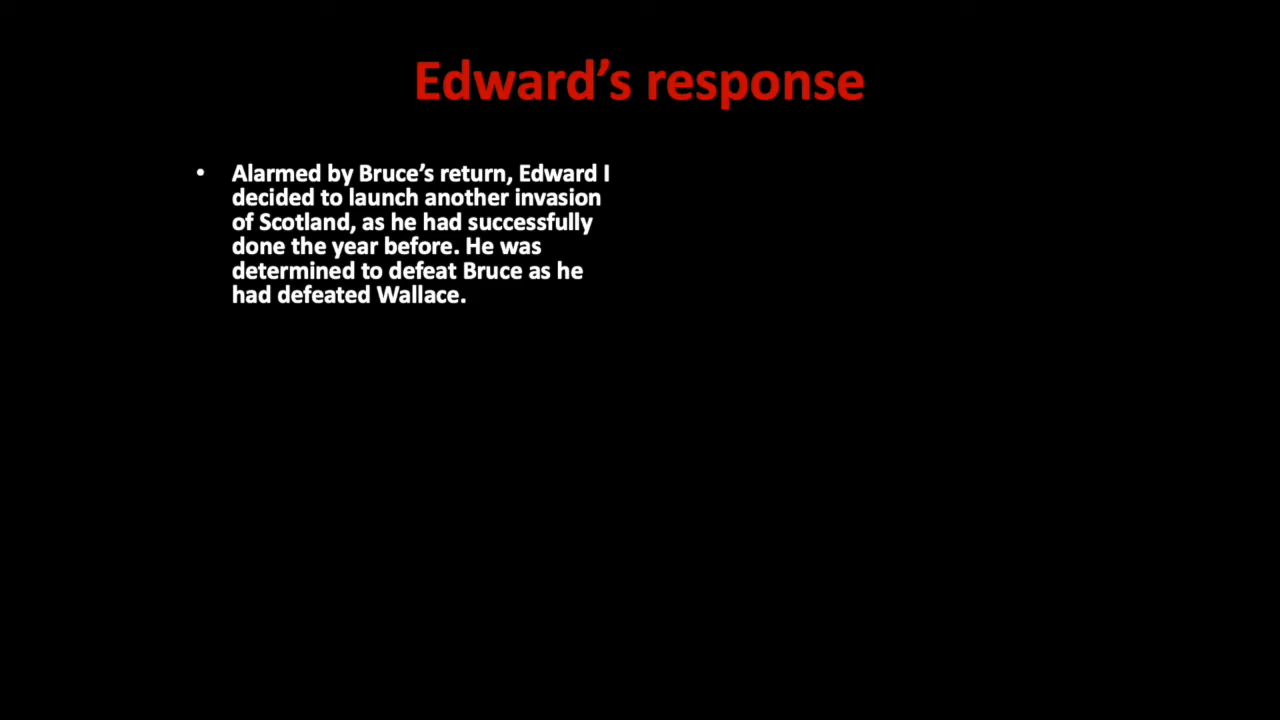 Edward’s response
• Alarmed by Bruce’s return, Edward I
decided to launch another invasion
of Scotland, as he had successfully
done the year before. He was
determined to defeat Bruce as he
had defeated Wallace.